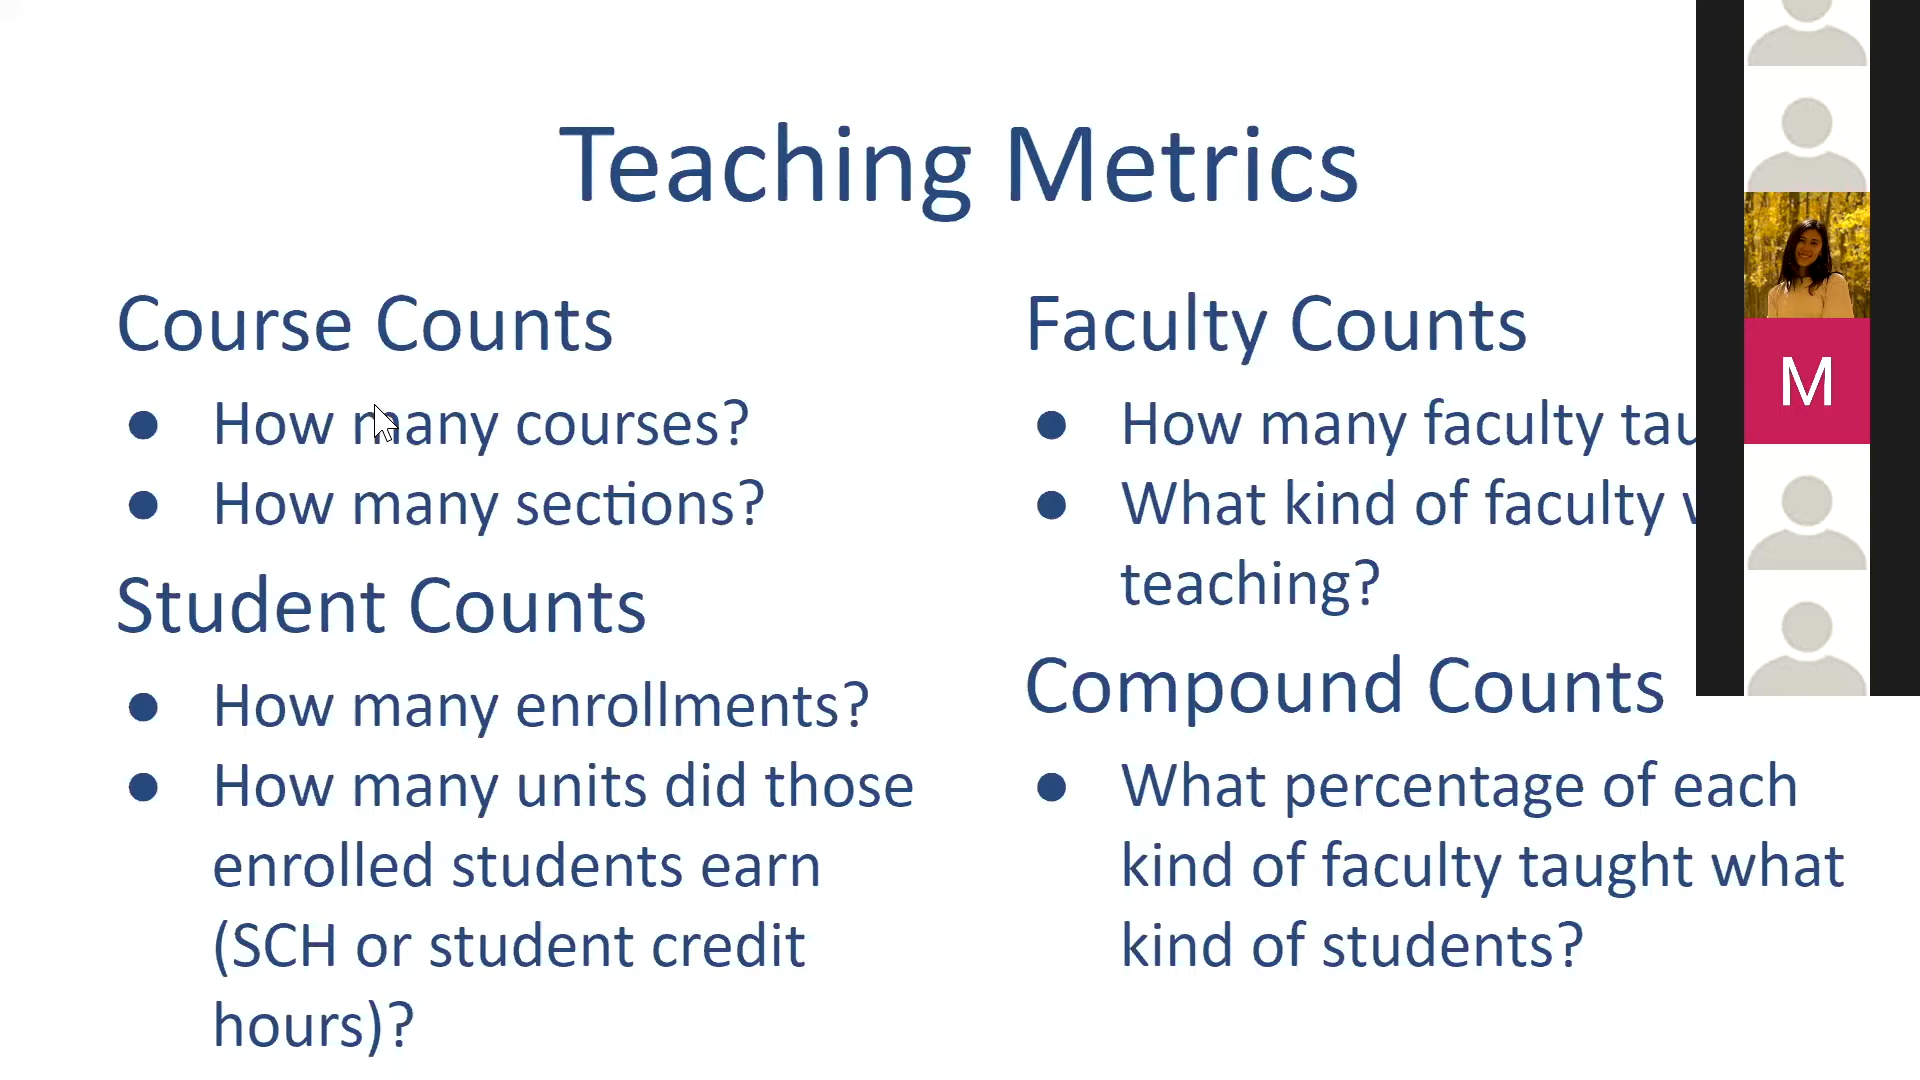 Teaching Metrics
Course Counts
● How many courses?
● How many sections?
Student Counts
● How many enrollments?
● How many units did those
enrolled students earn
(SCH or student credit
hours)?
Faculty Counts
● How many faculty
● What kind of faculty
teaching?
Compound Counts
● What percentage of each
kind of faculty taught what
kind of students?
M